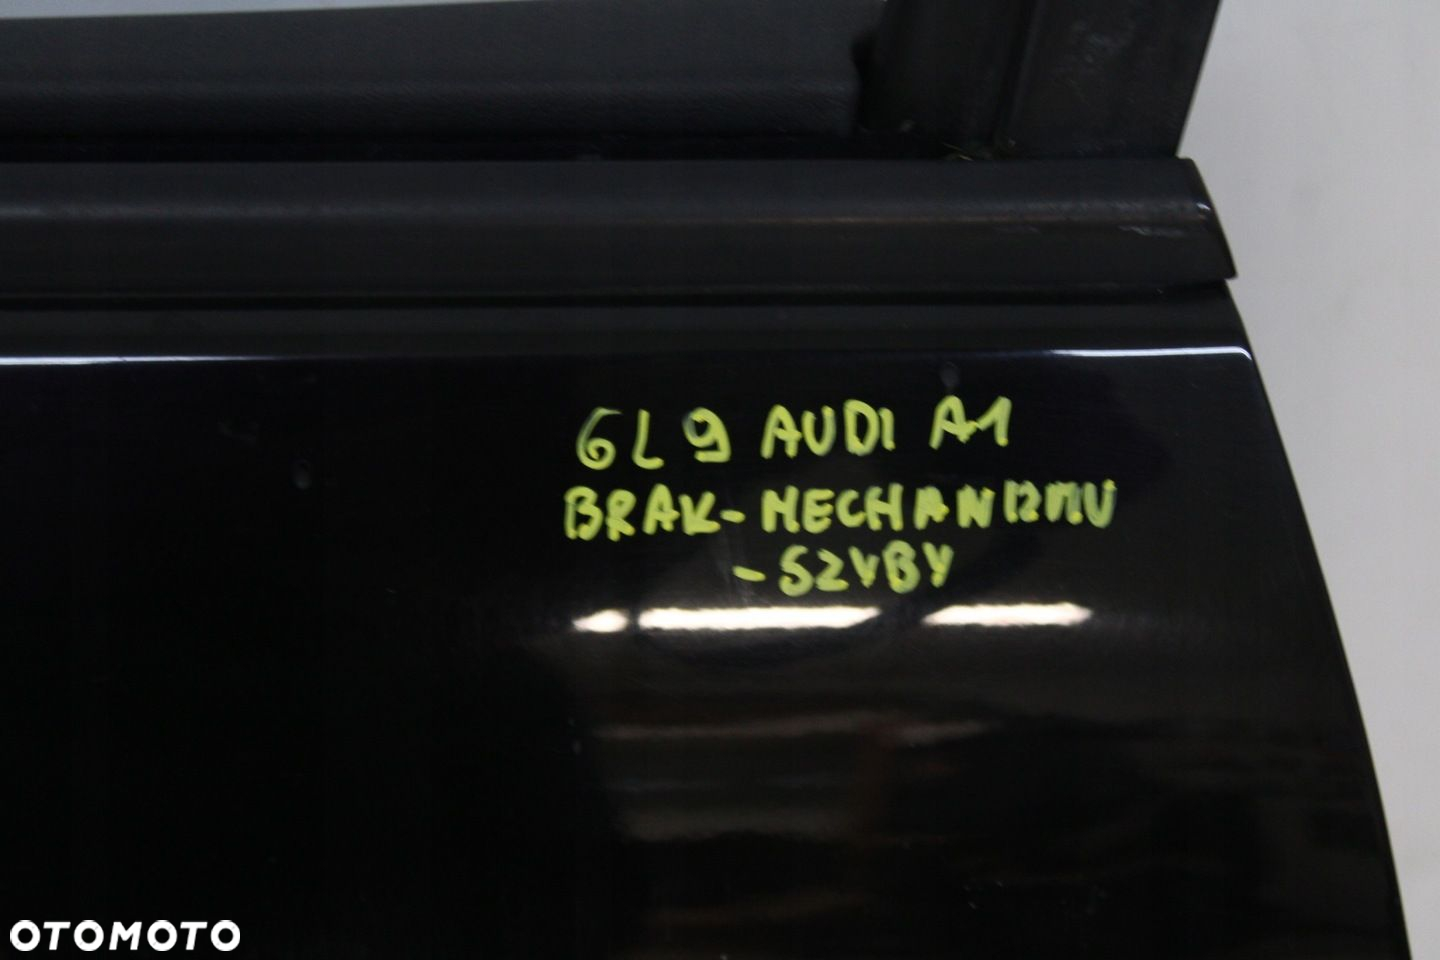 6L9 AUDI A1
BRAK - MECHANIZMU
- SZYBY
OTOMOTO